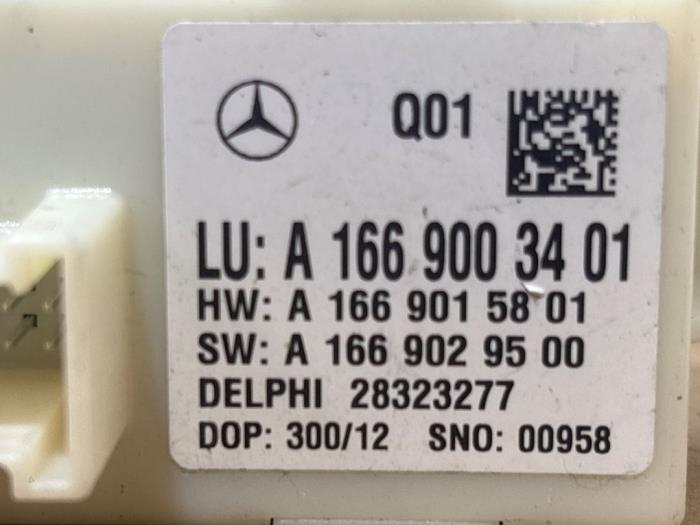 Q01
LU: A 166 900 34 01
HW: A 166 901 58 01
SW: A 166 902 95 00
DELPHI 28323277
DOP: 300/12 SNO: 00958